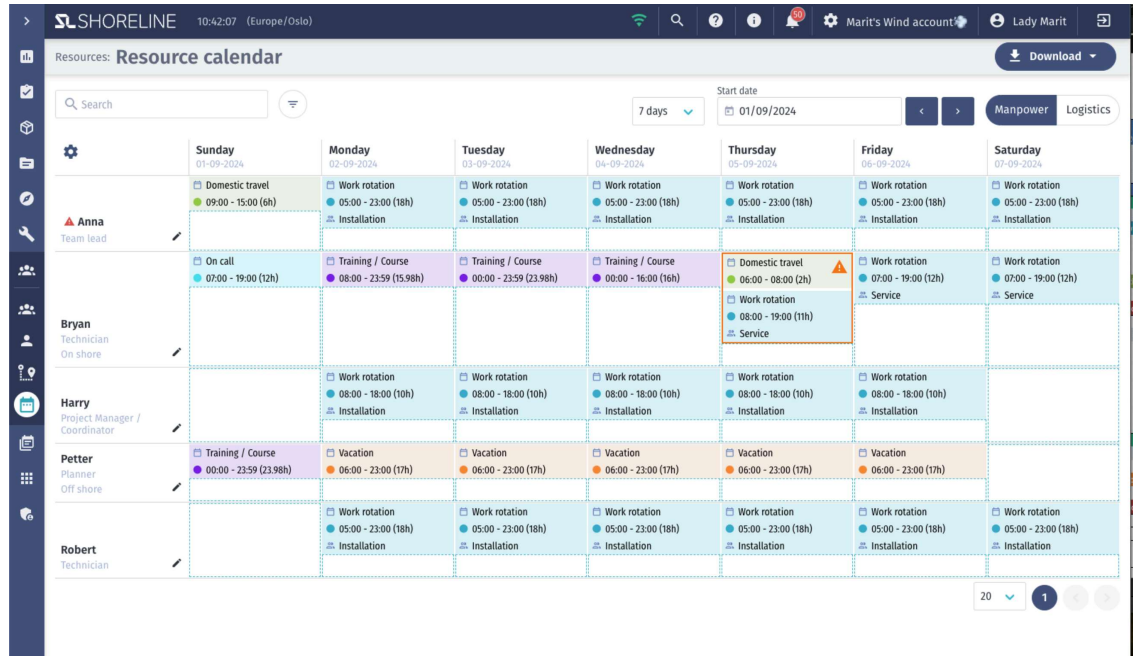 SHORELINE 10:42:07 (Europe/Oslo) 50 Marit's Wind account Lady Marit
Resources: Resource calendar Download
Search 7 days Start date 01/09/2024 Manpower Logistics
Sunday Monday Tuesday Wednesday Thursday Friday Saturday
01-09-2024 02-09-2024 03-09-2024 04-09-2024 05-09-2024 06-09-2024 07-09-2024
Anna
Team lead
Domestic travel Work rotation Work rotation Work rotation Work rotation Work rotation Work rotation
09:00 - 15:00 (6h) 05:00 - 23:00 (18h) 05:00 - 23:00 (18h) 05:00 - 23:00 (18h) 05:00 - 23:00 (18h) 05:00 - 23:00 (18h) 05:00 - 23:00 (18h)
Installation Installation Installation Installation Installation Installation
Bryan
Technician
On shore
On call Training / Course Training / Course Training / Course Domestic travel Work rotation Work rotation
07:00 - 19:00 (12h) 08:00 - 23:59 (15.98h) 00:00 - 23:59 (23.98h) 00:00 - 16:00 (16h) 06:00 - 08:00 (2h) 07:00 - 19:00 (12h) 07:00 - 19:00 (12h)
Service Service
Work rotation
08:00 - 19:00 (11h)
Service
Harry
Project Manager /
Coordinator
Work rotation Work rotation Work rotation Work rotation Work rotation
08:00 - 18:00 (10h) 08:00 - 18:00 (10h) 08:00 - 18:00 (10h) 08:00 - 18:00 (10h) 08:00 - 18:00 (10h)
Installation Installation Installation Installation Installation
Petter
Planner
Off shore
Training / Course Vacation Vacation Vacation Vacation Vacation
00:00 - 23:59 (23.98h) 06:00 - 23:00 (17h) 06:00 - 23:00 (17h) 06:00 - 23:00 (17h) 06:00 - 23:00 (17h) 06:00 - 23:00 (17h)
Robert
Technician
Work rotation Work rotation Work rotation Work rotation Work rotation Work rotation
05:00 - 23:00 (18h) 05:00 - 23:00 (18h) 05:00 - 23:00 (18h) 05:00 - 23:00 (18h) 05:00 - 23:00 (18h) 05:00 - 23:00 (18h)
Installation Installation Installation Installation Installation Installation
20 1